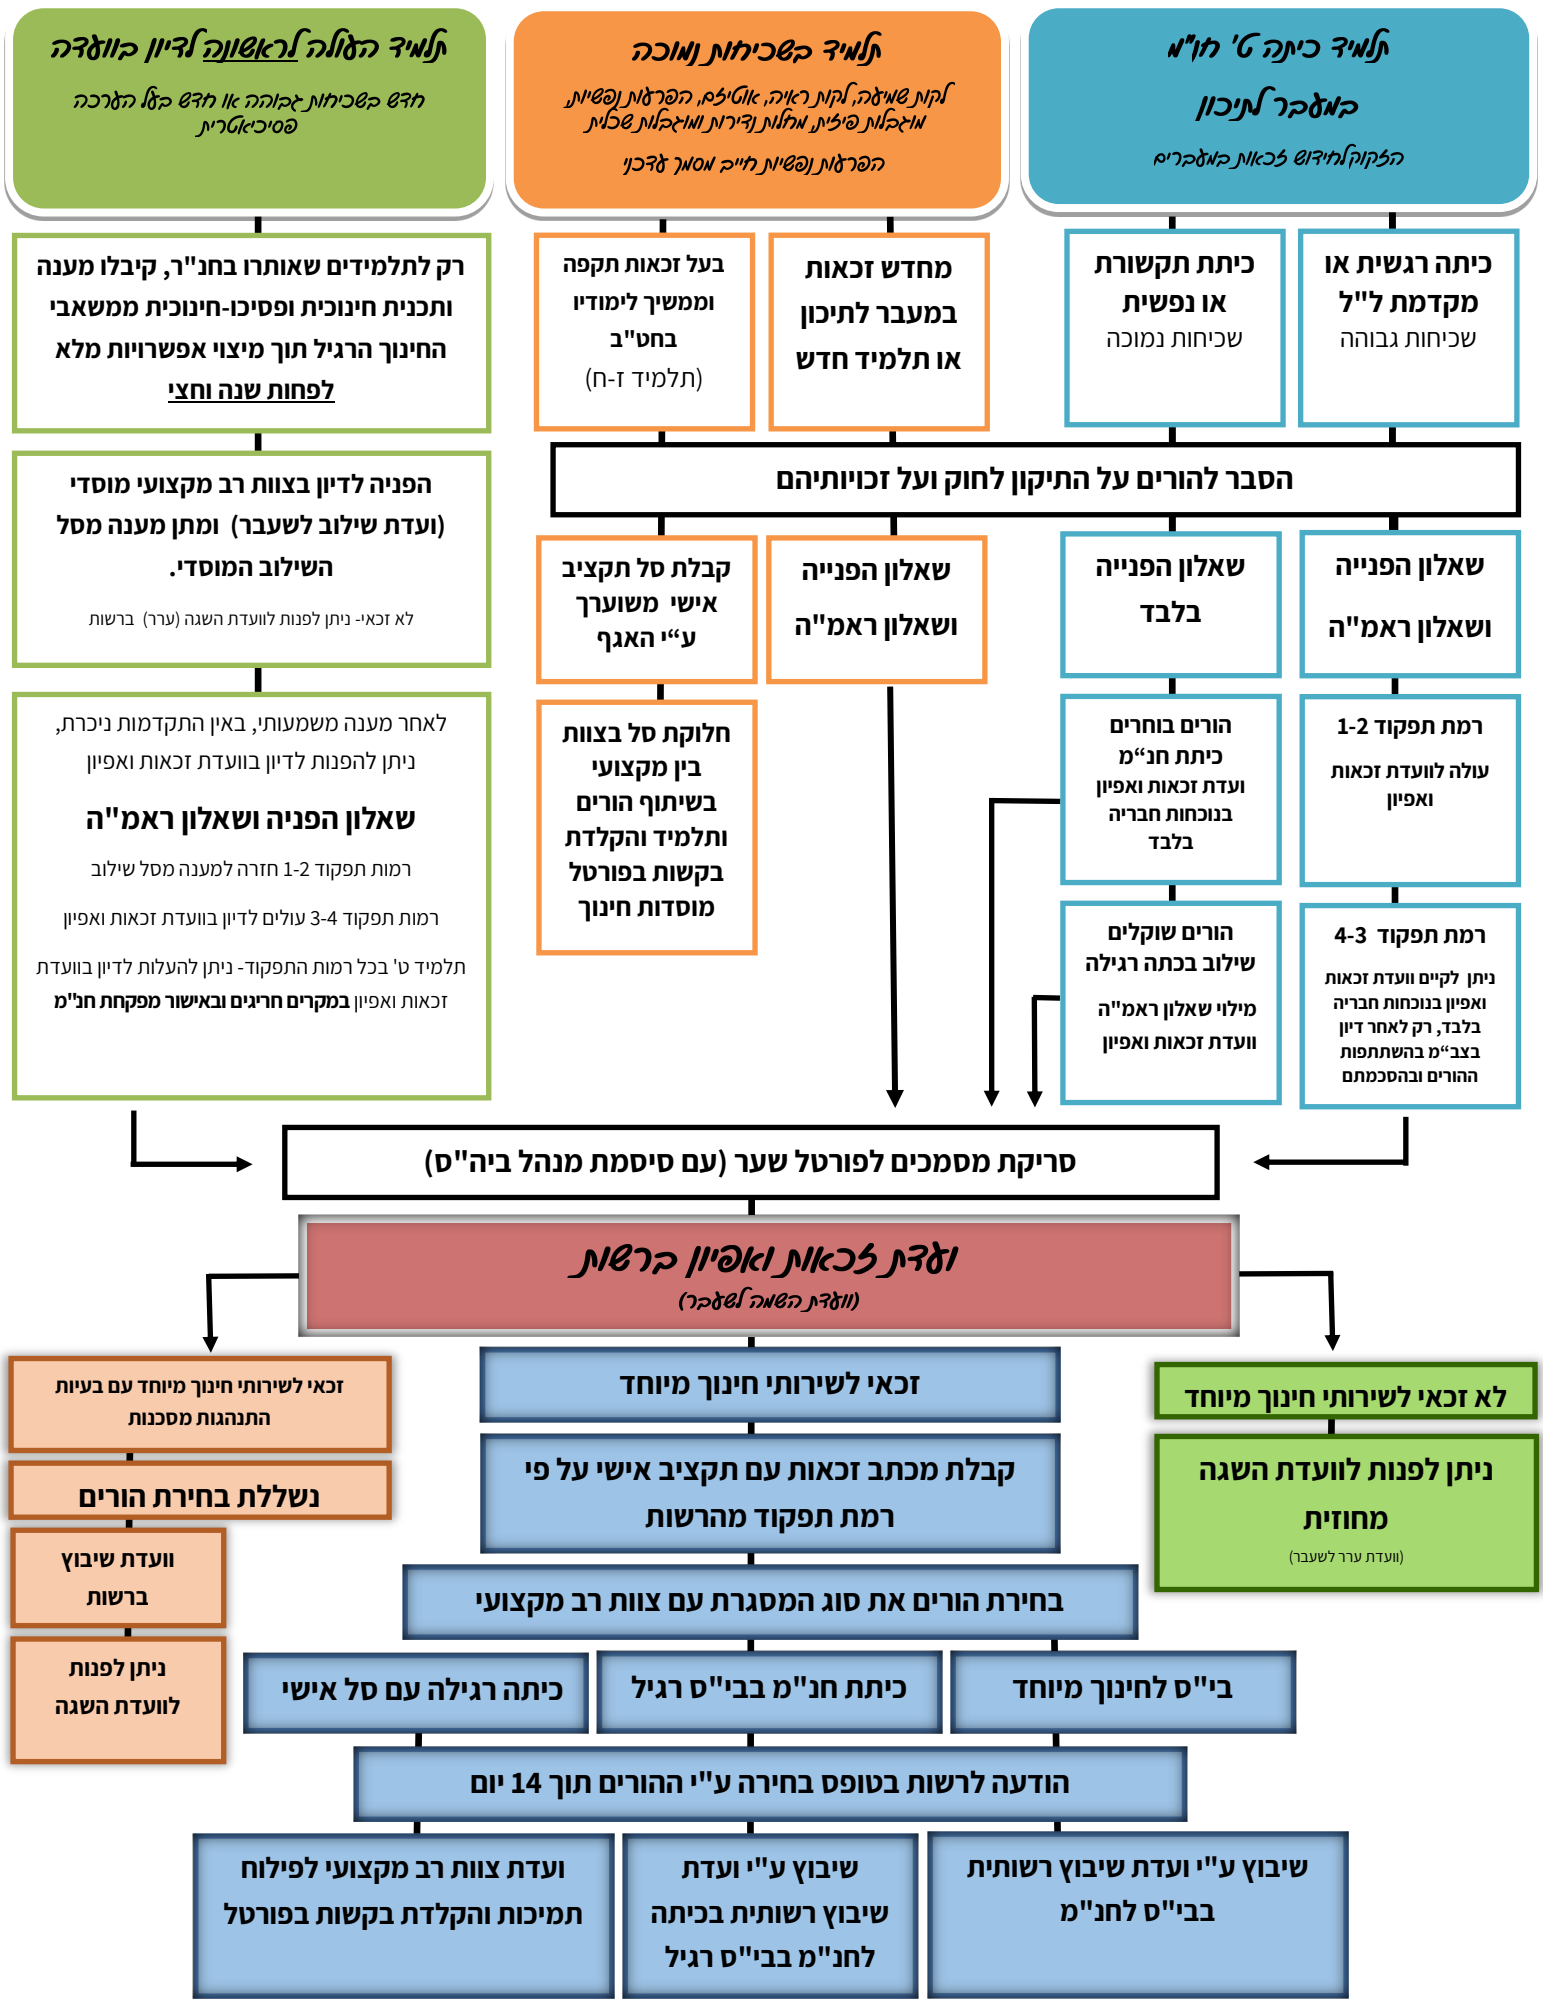 תלמיד כיתה ט' חנ"מ
במעבר לתיכון
הזקוק לחידוש זכאות במעברים
תלמיד בשכיחות נמוכה
לקות שמיעה, לקות ראיה, אוטיזם, הפרעות נפשיות,
מוגבלות פיזית, מחלות נדירות ומוגבלות שכלית
הפרעות נפשיות חייב מסמך עדכני
תלמיד העולה לראשונה לדיון בוועדה
חדש בשכיחות גבוהה או חדש בעל הערכה
פסיכיאטרית
כיתה רגשית או
מקדמת ל"ל
שכיחות גבוהה
כיתת תקשורת
או נפשית
שכיחות נמוכה
מחדש זכאות
במעבר לתיכון
או תלמיד חדש
בעל זכאות תקפה
וממשיך לימודיו
בחט"ב
(תלמיד ז-ח)
רק לתלמידים שאותרו בחנ"ר, קיבלו מענה
ותכנית חינוכית ופסיכו-חינוכית ממשאבי
החינוך הרגיל תוך מיצוי אפשרויות מלא
לפחות שנה וחצי
הסבר להורים על התיקון לחוק ועל זכויותיהם
הפניה לדיון בצוות רב מקצועי מוסדי
(ועדת שילוב לשעבר) ומתן מענה מסל
השילוב המוסדי.
לא זכאי- ניתן לפנות לוועדת השגה (ערר) ברשות
שאלון הפנייה
ושאלון ראמ"ה
שאלון הפנייה
בלבד
שאלון הפנייה
ושאלון ראמ"ה
קבלת סל תקציב
אישי משוערך
ע“י האגף
רמת תפקוד 1-2
עולה לוועדת זכאות
ואפיון
הורים בוחרים
כיתת חנ“מ
ועדת זכאות ואפיון
בנוכחות חבריה
בלבד
חלוקת סל בצוות
בין מקצועי
בשיתוף הורים
ותלמיד והקלדת
בקשות בפורטל
מוסדות חינוך
לאחר מענה משמעותי, באין התקדמות ניכרת,
ניתן להפנות לדיון בוועדת זכאות ואפיון
שאלון הפניה ושאלון ראמ"ה
רמות תפקוד 1-2 חזרה למענה מסל שילוב
רמות תפקוד 3-4 עולים לדיון בוועדת זכאות ואפיון
תלמיד ט' בכל רמות התפקוד- ניתן להעלות לדיון בוועדת
זכאות ואפיון במקרים חריגים ובאישור מפקחת חנ"מ
רמת תפקוד 4-3
ניתן לקיים וועדת זכאות
ואפיון בנוכחות חבריה
בלבד, רק לאחר דיון
בצב“מ בהשתתפות
ההורים ובהסכמתם
הורים שוקלים
שילוב בכתה רגילה
מילוי שאלון ראמ"ה
וועדת זכאות ואפיון
סריקת מסמכים לפורטל שער (עם סיסמת מנהל ביה"ס)
ועדת זכאות ואפיון ברשות
(וועדת השמה לשעבר)
לא זכאי לשירותי חינוך מיוחד
ניתן לפנות לוועדת השגה
מחוזית
(וועדת ערר לשעבר)
זכאי לשירותי חינוך מיוחד
קבלת מכתב זכאות עם תקציב אישי על פי
רמת תפקוד מהרשות
בחירת הורים את סוג המסגרת עם צוות רב מקצועי
זכאי לשירותי חינוך מיוחד עם בעיות
התנהגות מסכנות
נשללת בחירת הורים
וועדת שיבוץ
ברשות
ניתן לפנות
לוועדת השגה
בי"ס לחינוך מיוחד
כיתת חנ"מ בבי"ס רגיל
כיתה רגילה עם סל אישי
הודעה לרשות בטופס בחירה ע"י ההורים תוך 14 יום
שיבוץ ע"י ועדת שיבוץ רשותית
בבי"ס לחנ"מ
שיבוץ ע"י ועדת
שיבוץ רשותית בכיתה
לחנ"מ בבי"ס רגיל
ועדת צוות רב מקצועי לפילוח
תמיכות והקלדת בקשות בפורטל